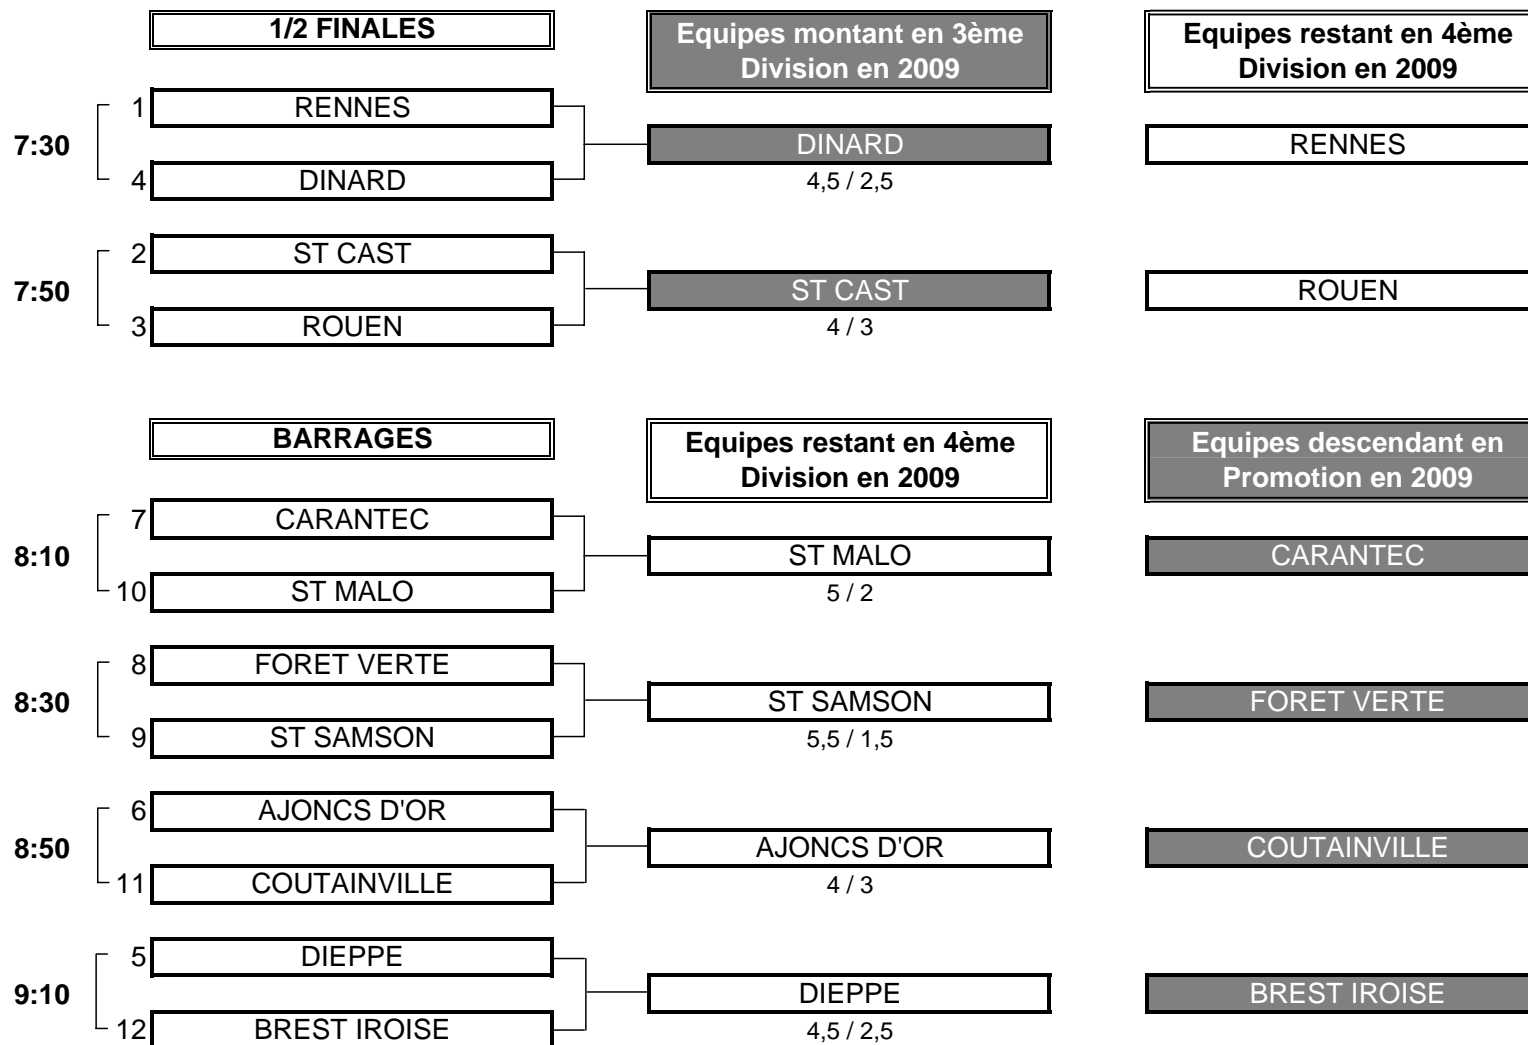 1/2 FINALES
Equipes montant en 3ème
Division en 2009
Equipes restant en 4ème
Division en 2009
7:30
1 RENNES
4 DINARD
DINARD
4,5 / 2,5
RENNES
7:50
2 ST CAST
3 ROUEN
ST CAST
4 / 3
ROUEN
BARRAGES
Equipes restant en 4ème
Division en 2009
Equipes descendant en
Promotion en 2009
8:10
7 CARANTEC
10 ST MALO
ST MALO
5 / 2
CARANTEC
8:30
8 FORET VERTE
9 ST SAMSON
ST SAMSON
5,5 / 1,5
FORET VERTE
8:50
6 AJONCS D'OR
11 COUTAINVILLE
AJONCS D'OR
4 / 3
COUTAINVILLE
9:10
5 DIEPPE
12 BREST IROISE
DIEPPE
4,5 / 2,5
BREST IROISE